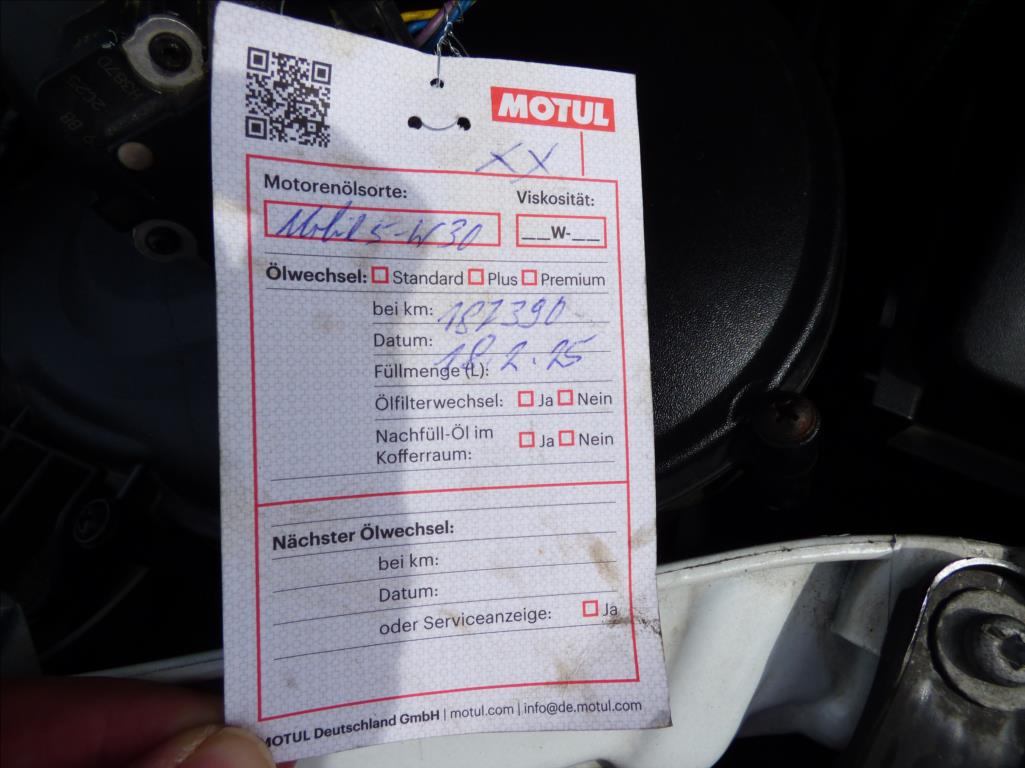 MOTUL
XX
Motorenölsorte:
Viskosität:
Mobil 5-W30
__W-__
Ölwechsel: Standard Plus Premium
bei km: 187390
Datum: 18.2.25
Füllmenge (L):
Ölfilterwechsel: Ja Nein
Nachfüll-Öl im
Kofferraum: Ja Nein
Nächster Ölwechsel:
bei km:
Datum:
oder Serviceanzeige: Ja
MOTUL Deutschland GmbH | motul.com | info@de.motul.com